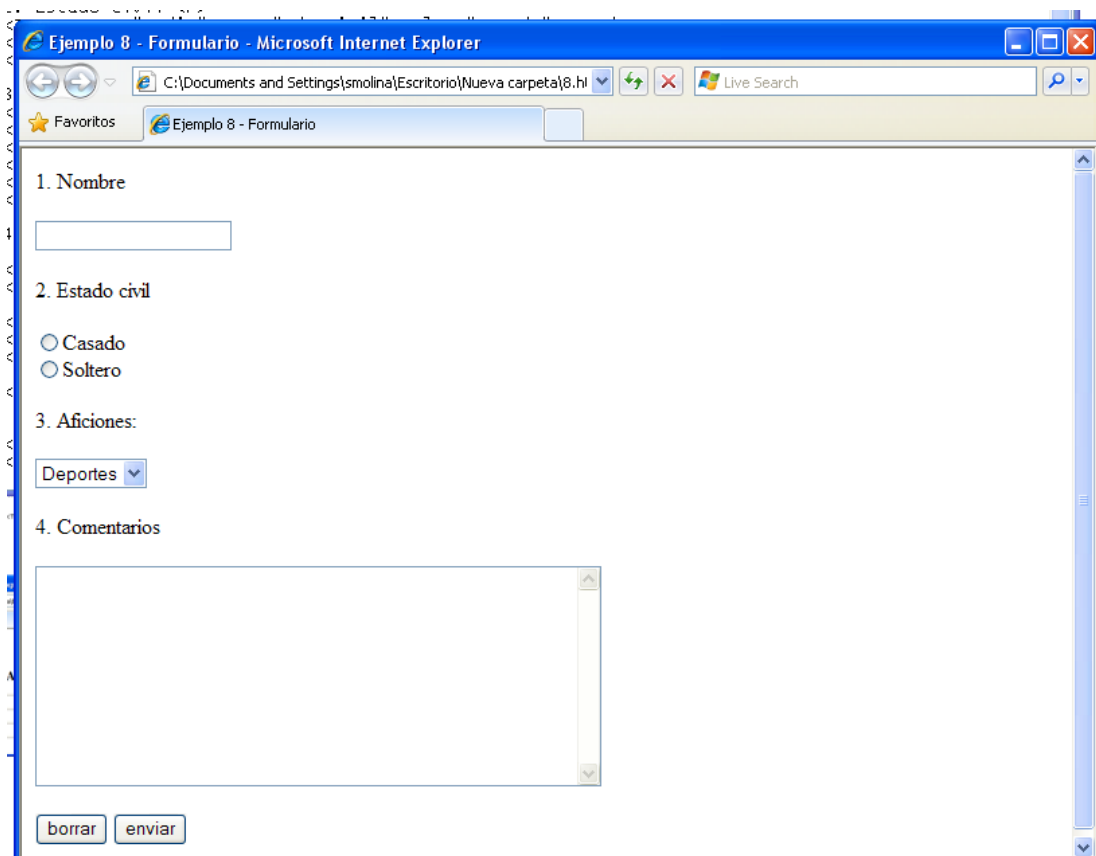 Ejemplo 8 - Formulario - Microsoft Internet Explorer
C:\Documents and Settings\smolina\Escritorio\Nueva carpeta\8.ht
Live Search
Favoritos
Ejemplo 8 - Formulario
1. Nombre
2. Estado civil
Casado
Soltero
3. Aficiones:
Deportes
4. Comentarios
borrar enviar